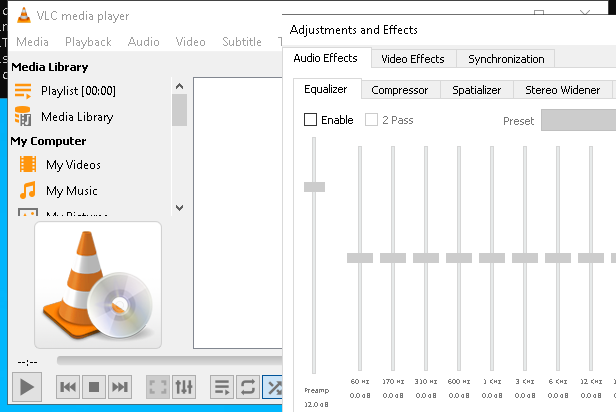 VLC media player
Media Playback Audio Video Subtitle
Media Library
Playlist [00:00]
Media Library
My Computer
My Videos
My Music
My Pictures
--:--
Adjustments and Effects
Audio Effects Video Effects Synchronization
Equalizer Compressor Spatializer Stereo Widener
Enable 2 Pass Preset
60 Hz 170 Hz 310 Hz 600 Hz 1 KHz 3 KHz 6 KHz 12 KHz
Preamp 0.0 dB 0.0 dB 0.0 dB 0.0 dB 0.0 dB 0.0 dB 0.0 dB 0.0 dB
12.0 dB